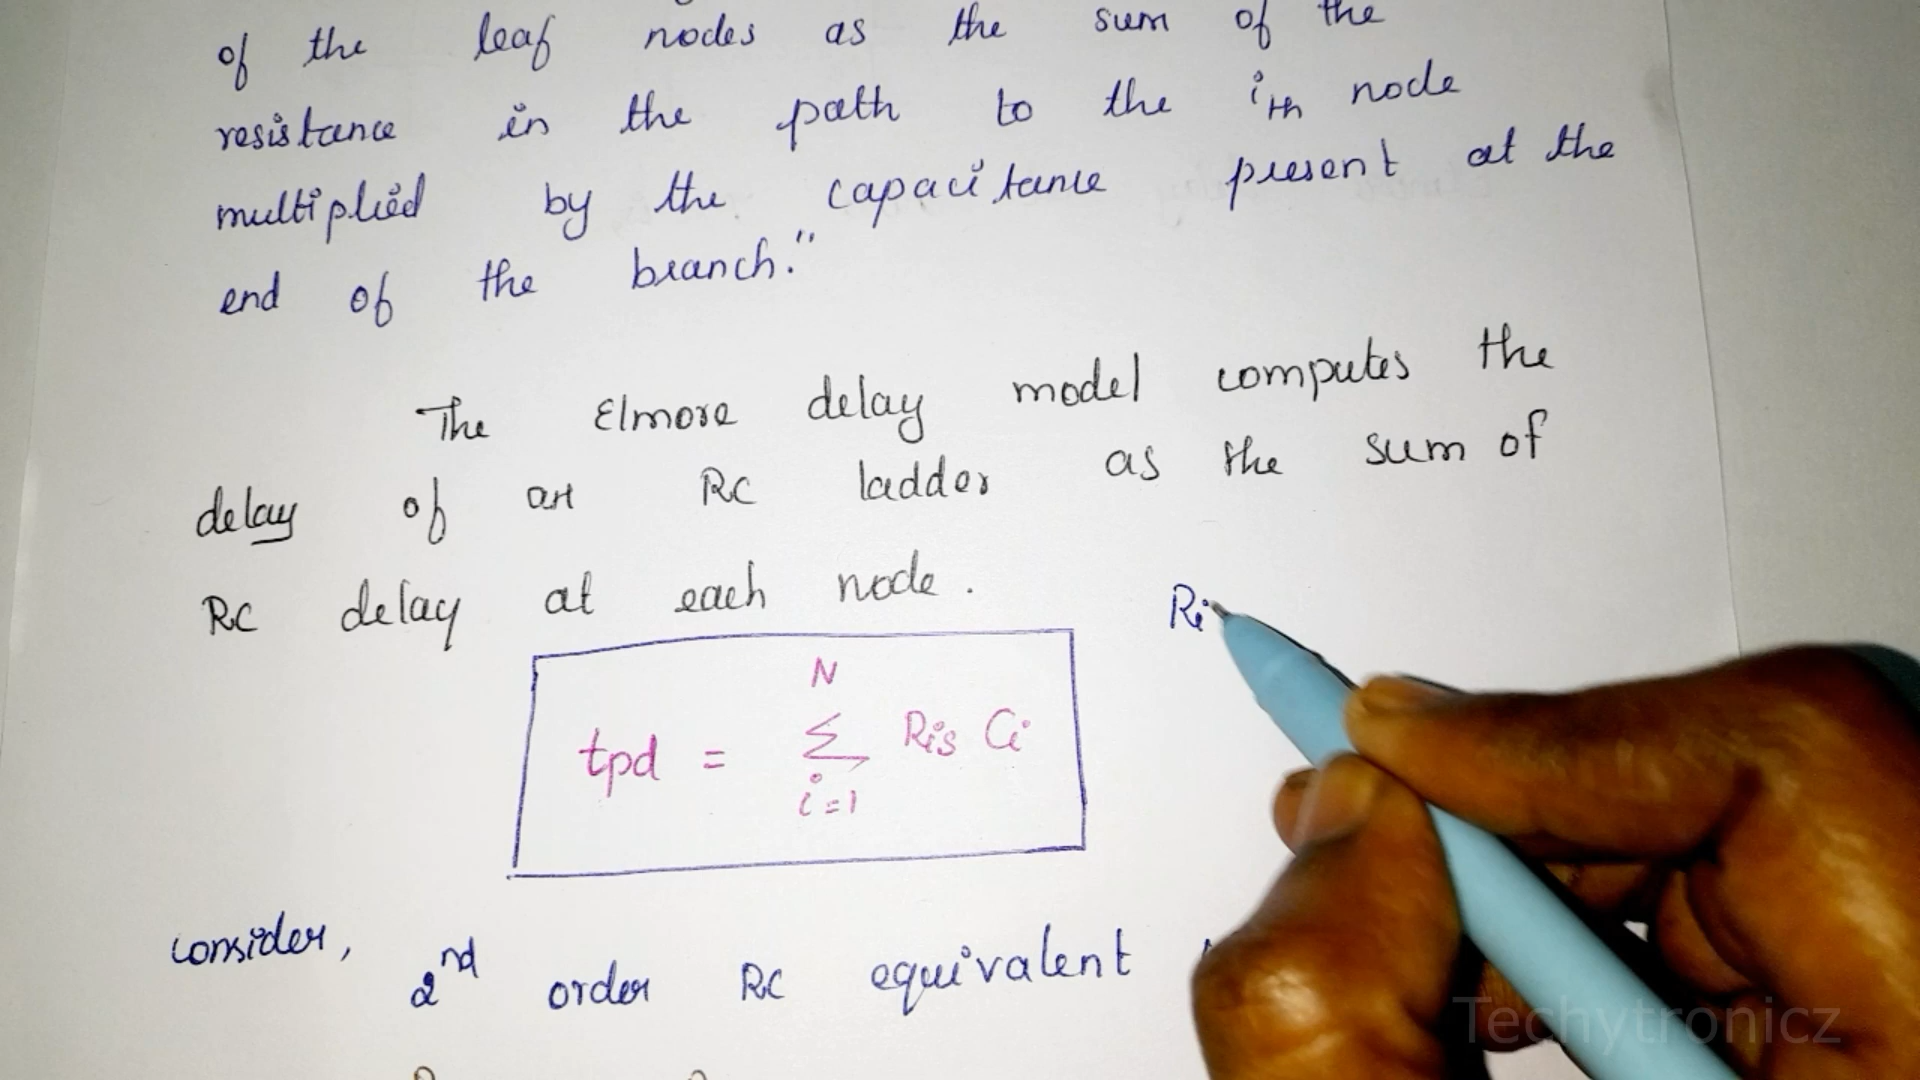 of the leaf nodes as the sum of the
resistance in the path to the ith node
multiplied by the capacitance present at the
end of the branch."
The Elmore delay model computes the
delay of an RC ladder as the sum of
RC delay at each node.
Ri
N
tpd = Σ Ris Ci
i=1
consider,
2nd order RC equivalent
Techytronicz